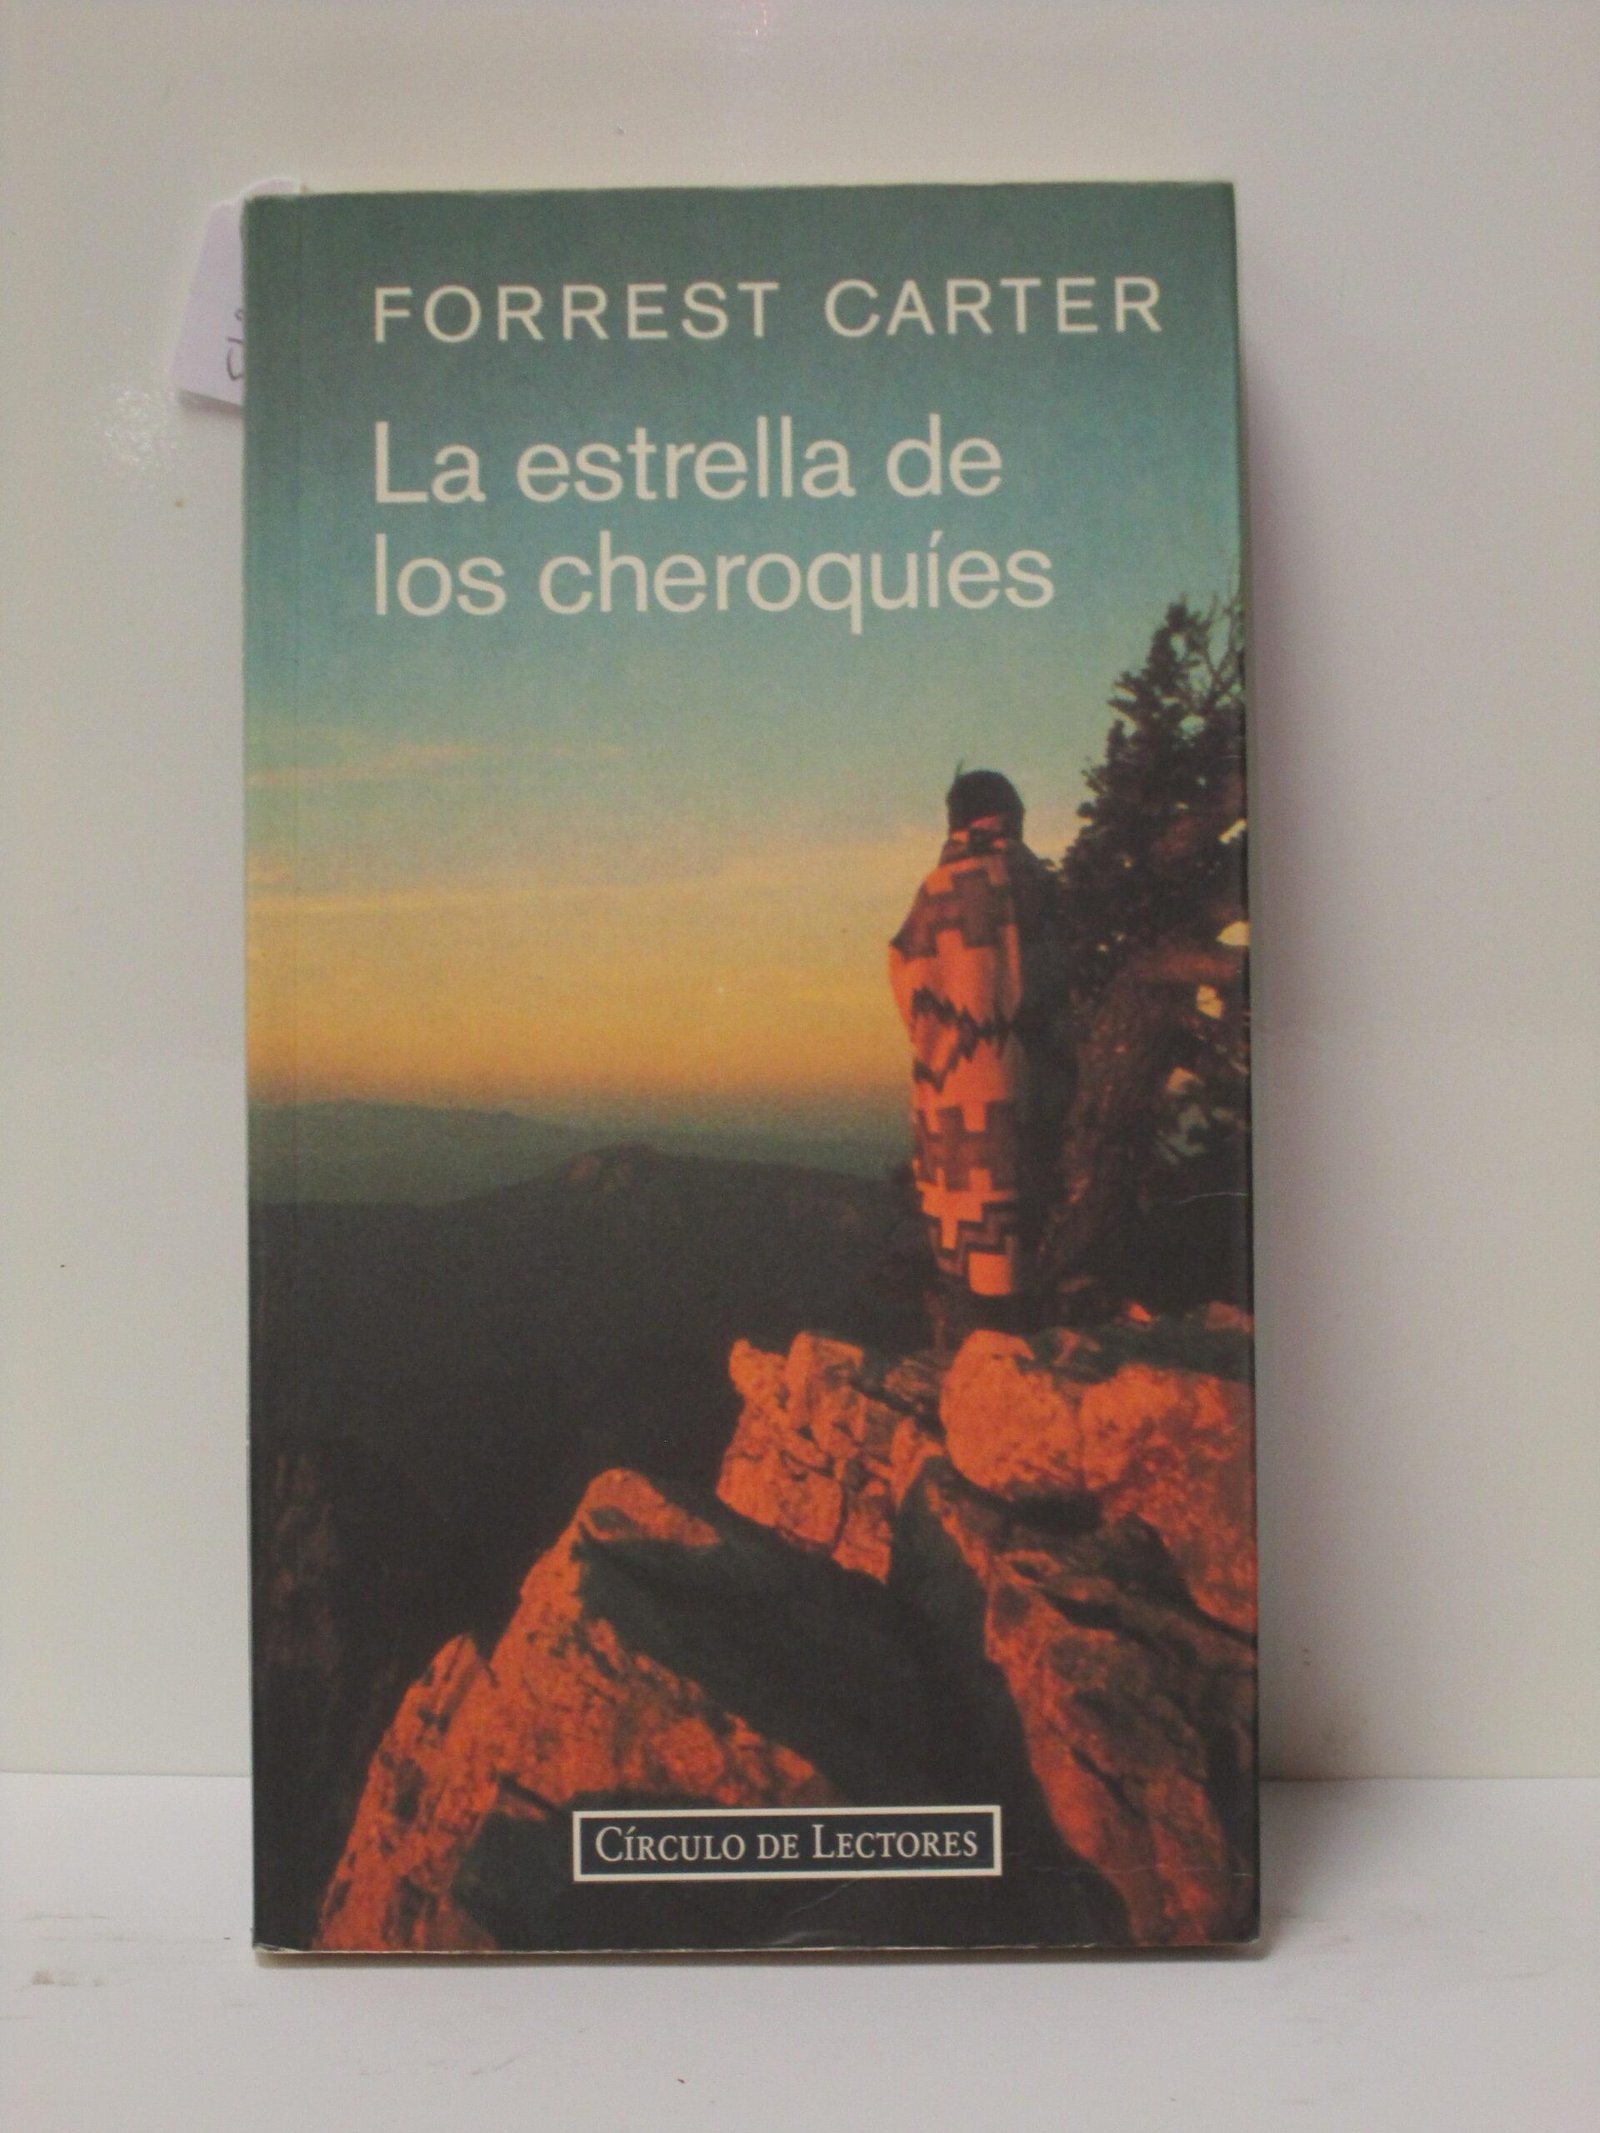 FORREST CARTER
La estrella de
los cheroquíes
CÍRCULO DE LECTORES